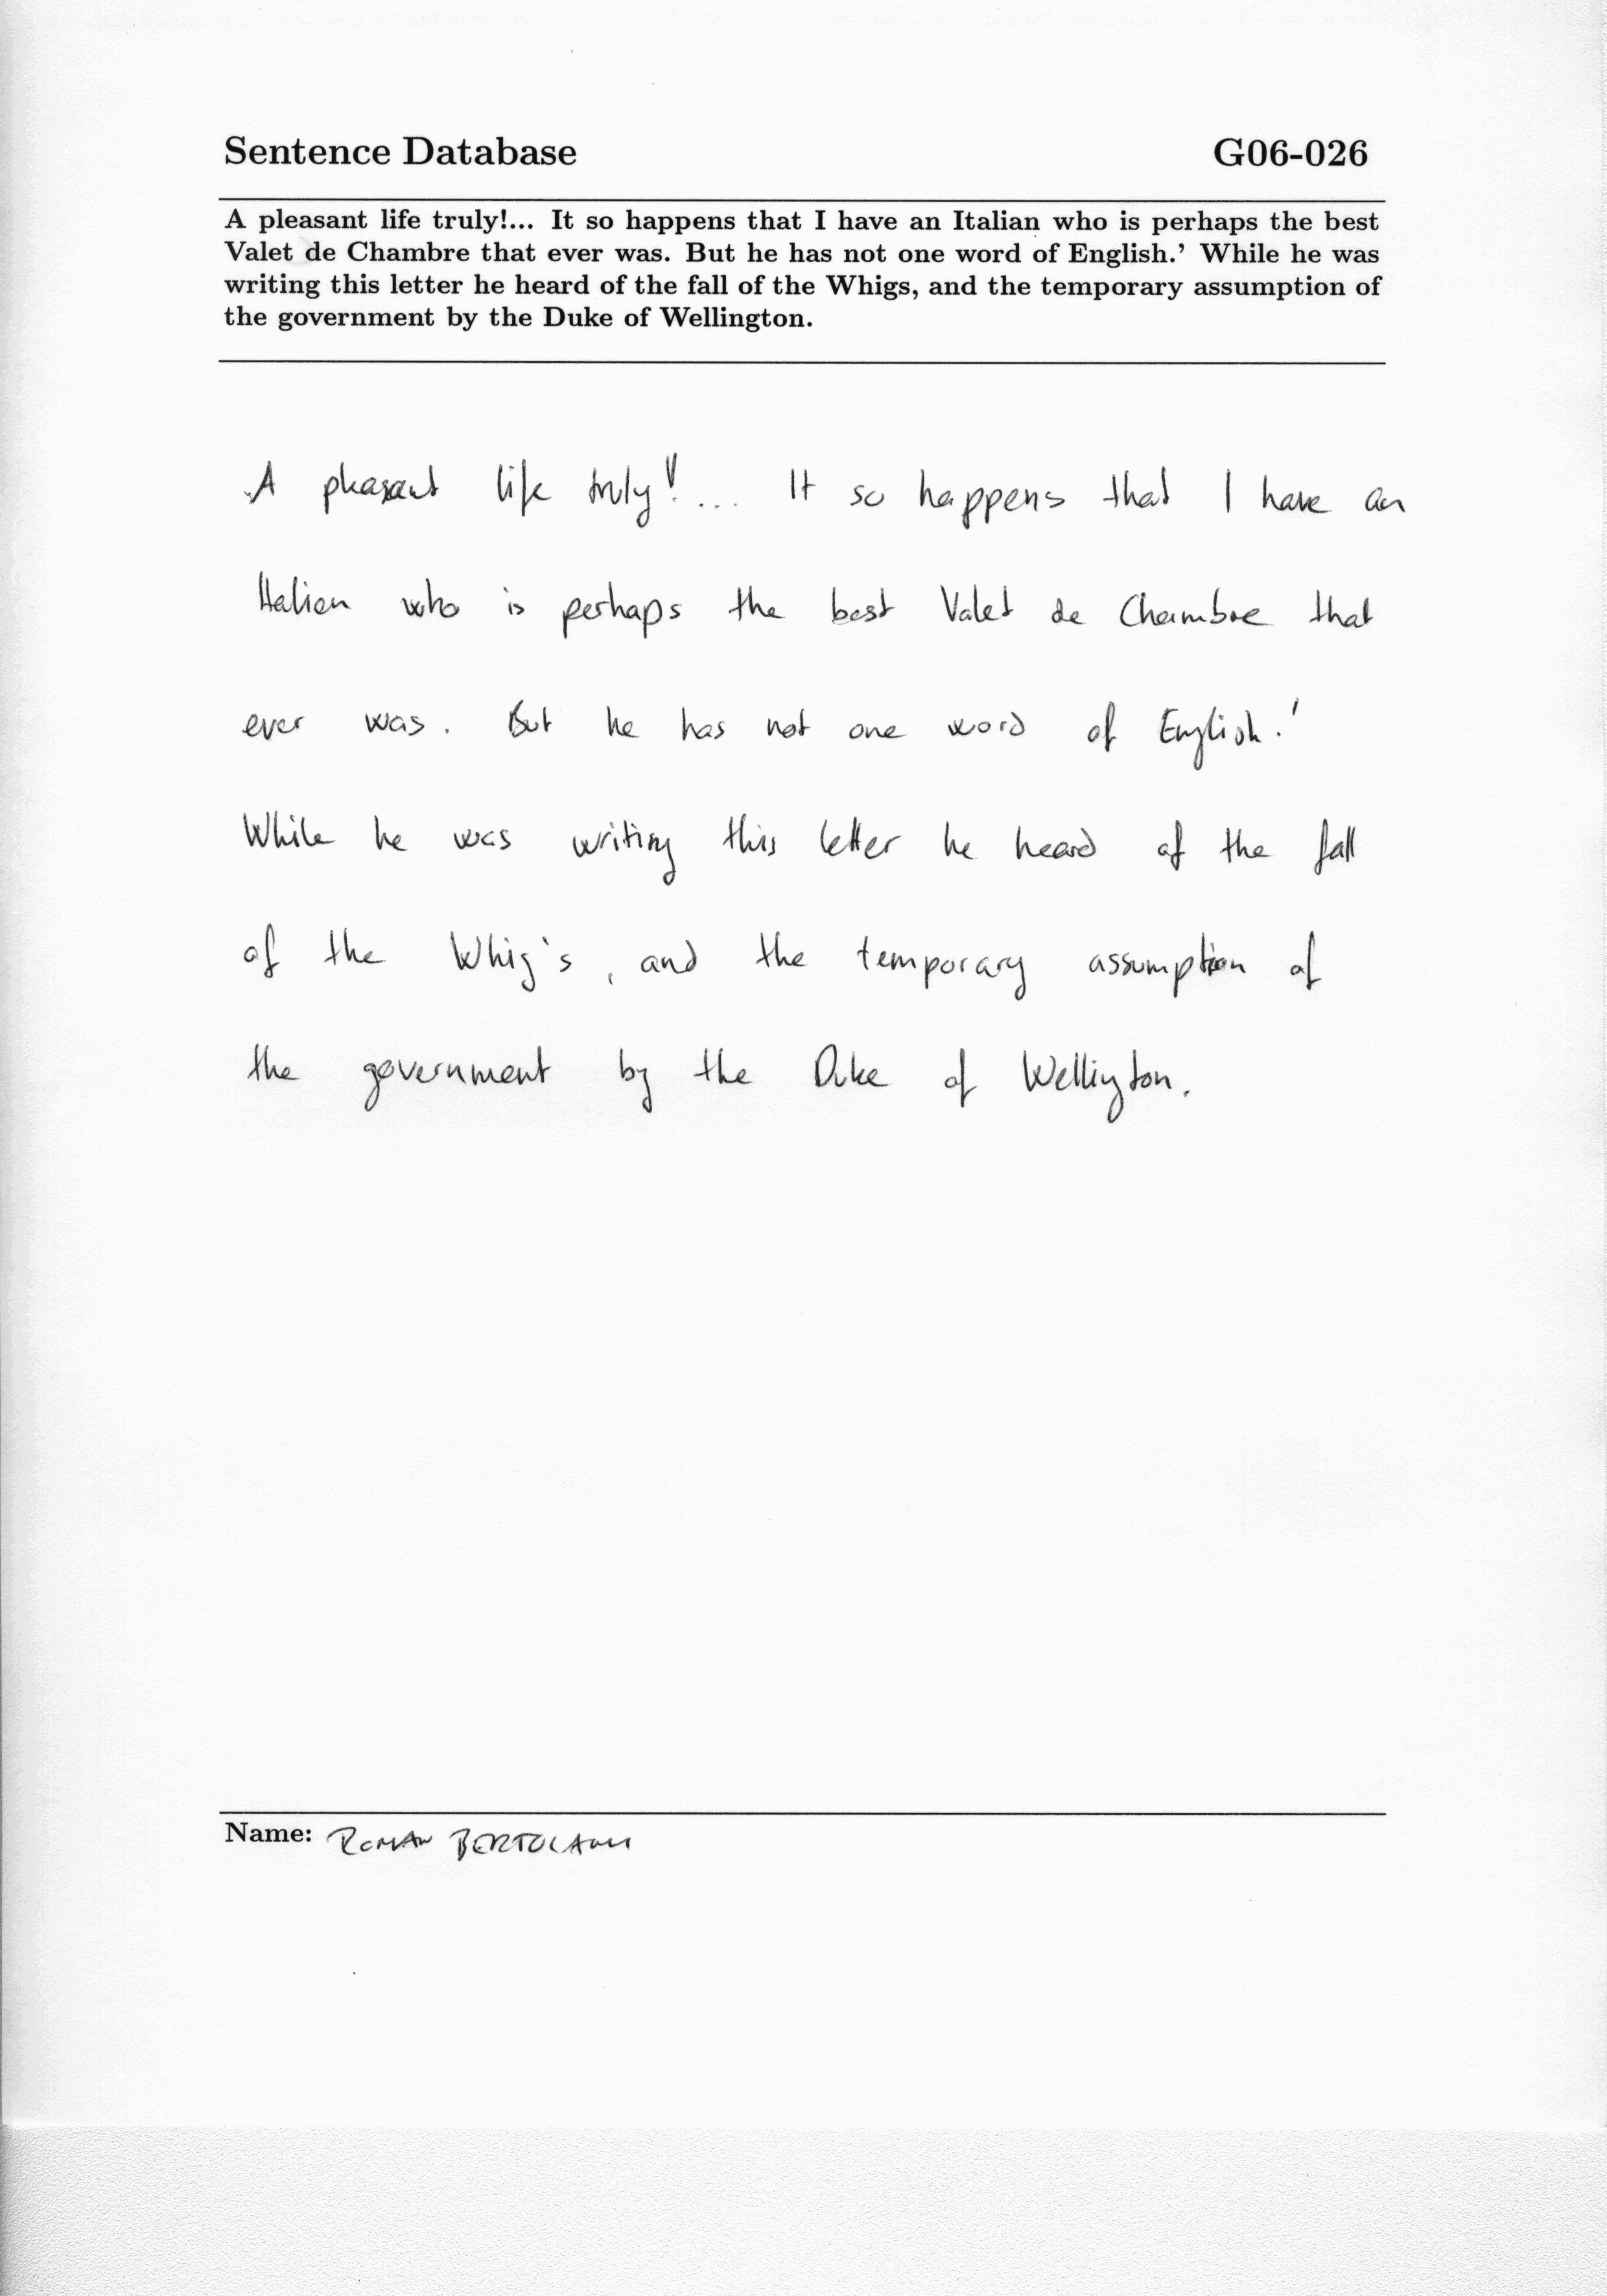 Sentence Database G06-026
A pleasant life truly!... It so happens that I have an Italian who is perhaps the best
Valet de Chambre that ever was. But he has not one word of English.’ While he was
writing this letter he heard of the fall of the Whigs, and the temporary assumption of
the government by the Duke of Wellington.
A pleasant life truly!... It so happens that I have an
Italian who is perhaps the best Valet de Chambre that
ever was. But he has not one word of English.'
While he was writing this letter he heard of the fall
of the Whig's, and the temporary assumption of
the government by the Duke of Wellington.
Name: ROMAN BERTOLAMI